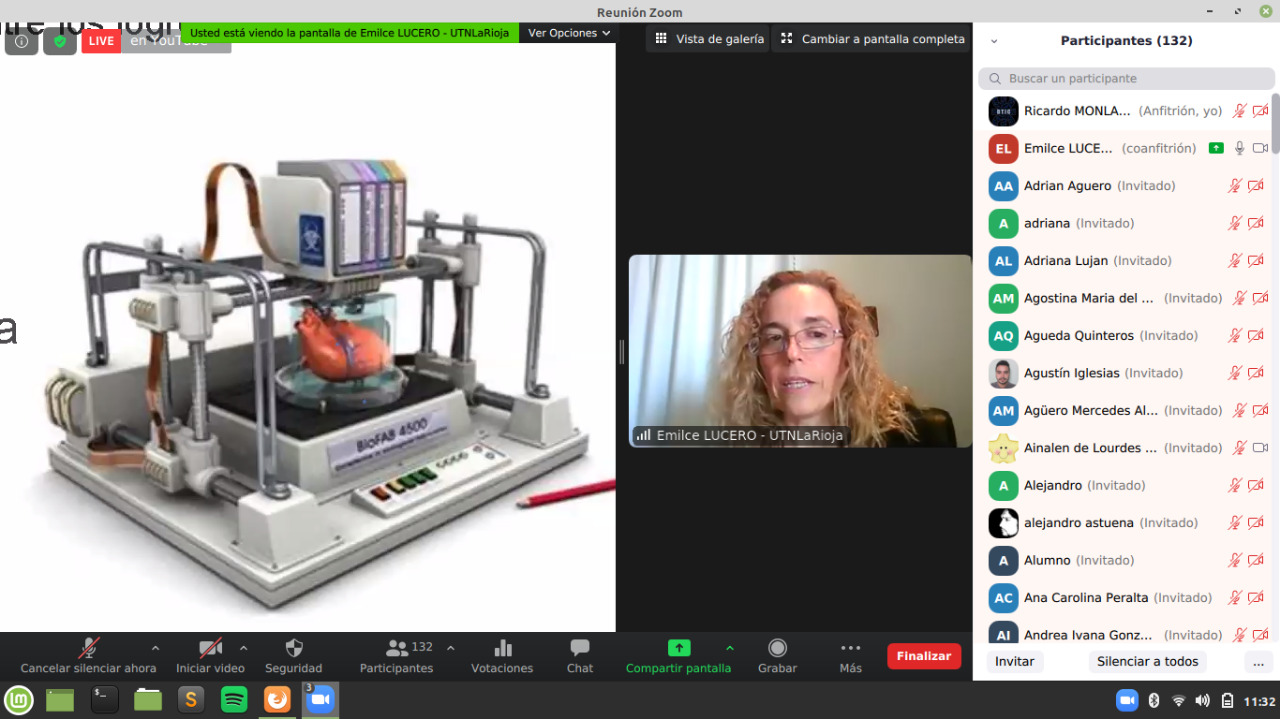 Reunión Zoom
tre los logr
LIVE
en YouTube
Usted está viendo la pantalla de Emilce LUCERO - UTNLaRioja
Ver Opciones
Vista de galería
Cambiar a pantalla completa
a
BioFAB 4500
Emilce LUCERO - UTNLaRioja
Participantes (132)
Buscar un participante
Ricardo MONLA... (Anfitrión, yo)
EL Emilce LUCE... (coanfitrión)
AA Adrian Aguero (Invitado)
A adriana (Invitado)
AL Adriana Lujan (Invitado)
AM Agostina Maria del ... (Invitado)
AQ Agueda Quinteros (Invitado)
Agustín Iglesias (Invitado)
AM Agüero Mercedes Al... (Invitado)
Ainalen de Lourdes ... (Invitado)
A Alejandro (Invitado)
alejandro astuena (Invitado)
A Alumno (Invitado)
AC Ana Carolina Peralta (Invitado)
AI Andrea Ivana Gonz... (Invitado)
Invitar
Silenciar a todos
...
Cancelar silenciar ahora
Iniciar video
Seguridad
132
Participantes
Votaciones
Chat
Compartir pantalla
Grabar
Más
Finalizar
$_
S
3
11:32